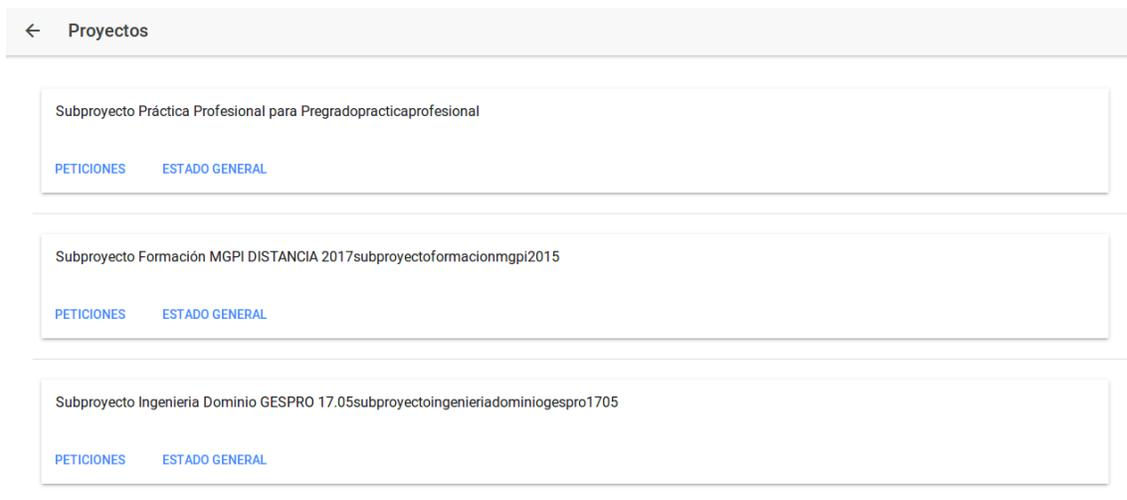 Proyectos
Subproyecto Práctica Profesional para Pregradopracticaprofesional
PETICIONES ESTADO GENERAL
Subproyecto Formación MGPI DISTANCIA 2017subproyectoformacionmgpi2015
PETICIONES ESTADO GENERAL
Subproyecto Ingenieria Dominio GESPRO 17.05subproyectoingenieriadominiogespro1705
PETICIONES ESTADO GENERAL